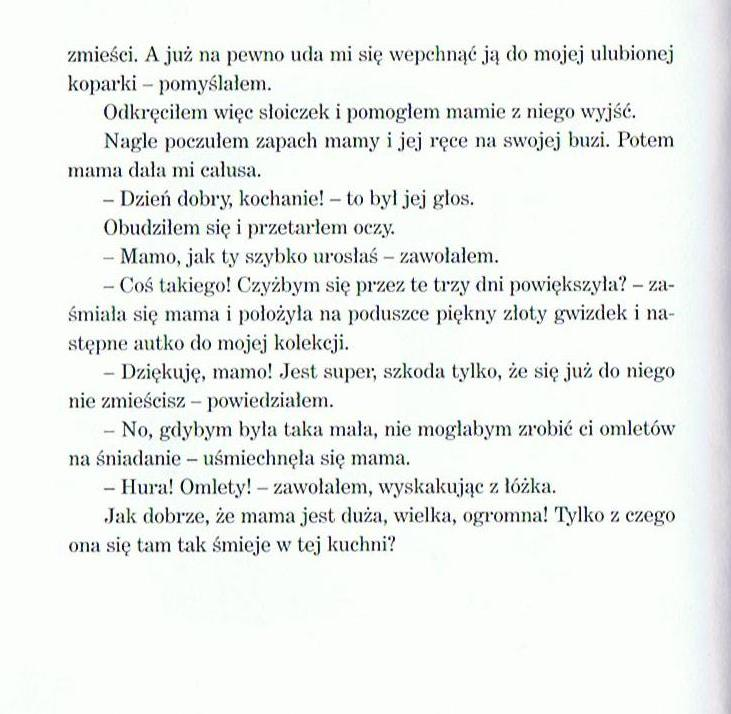 zmieści. A już na pewno uda mi się wepchnąć ją do mojej ulubionej
koparki – pomyślałem.
Odkręciłem więc słoiczek i pomogłem mamie z niego wyjść.
Nagle poczułem zapach mamy i jej ręce na swojej buzi. Potem
mama dała mi całusa.
– Dzień dobry, kochanie! – to był jej głos.
Obudziłem się i przetarłem oczy.
– Mamo, jak ty szybko urosłaś – zawołałem.
– Coś takiego! Czyżbym się przez te trzy dni powiększyła? – za-
śmiała się mama i położyła na poduszce piękny złoty gwizdek i na-
stępne autko do mojej kolekcji.
– Dziękuję, mamo! Jest super, szkoda tylko, że się już do niego
nie zmieścisz – powiedziałem.
– No, gdybym była taka mała, nie mogłabym zrobić ci omletów
na śniadanie – uśmiechnęła się mama.
– Hura! Omlety! – zawołałem, wyskakując z łóżka.
Jak dobrze, że mama jest duża, wielka, ogromna! Tylko z czego
ona się tam tak śmieje w tej kuchni?